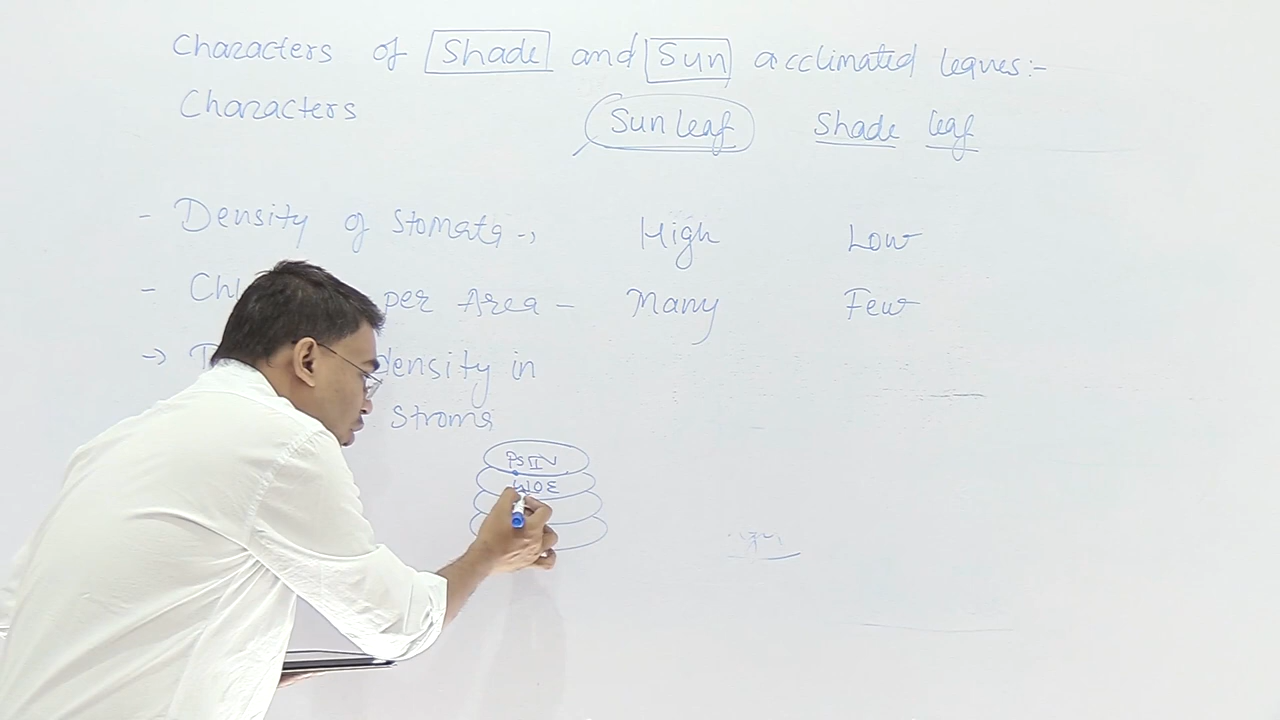 Characters of Shade and Sun acclimated leaves:-
Characters Sun leaf Shade leaf
- Density of Stomata -, High Low
- per Area - Many Few
→ density in
Stroma
PSII
WOE